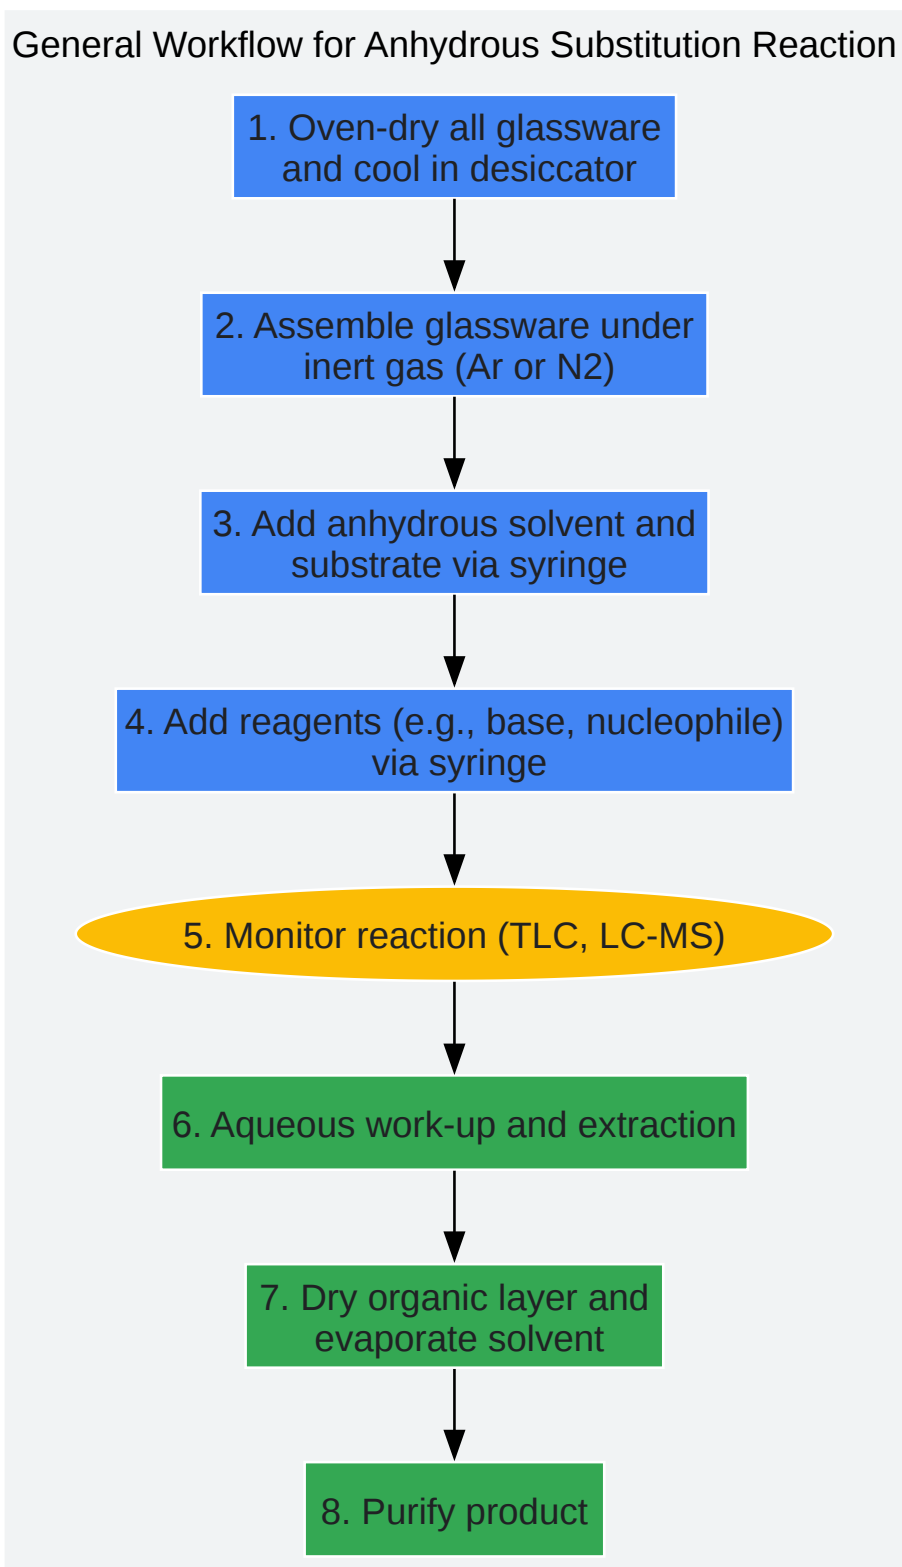 General Workflow for Anhydrous Substitution Reaction
1. Oven-dry all glassware
and cool in desiccator
2. Assemble glassware under
inert gas (Ar or N2)
3. Add anhydrous solvent and
substrate via syringe
4. Add reagents (e.g., base, nucleophile)
via syringe
5. Monitor reaction (TLC, LC-MS)
6. Aqueous work-up and extraction
7. Dry organic layer and
evaporate solvent
8. Purify product